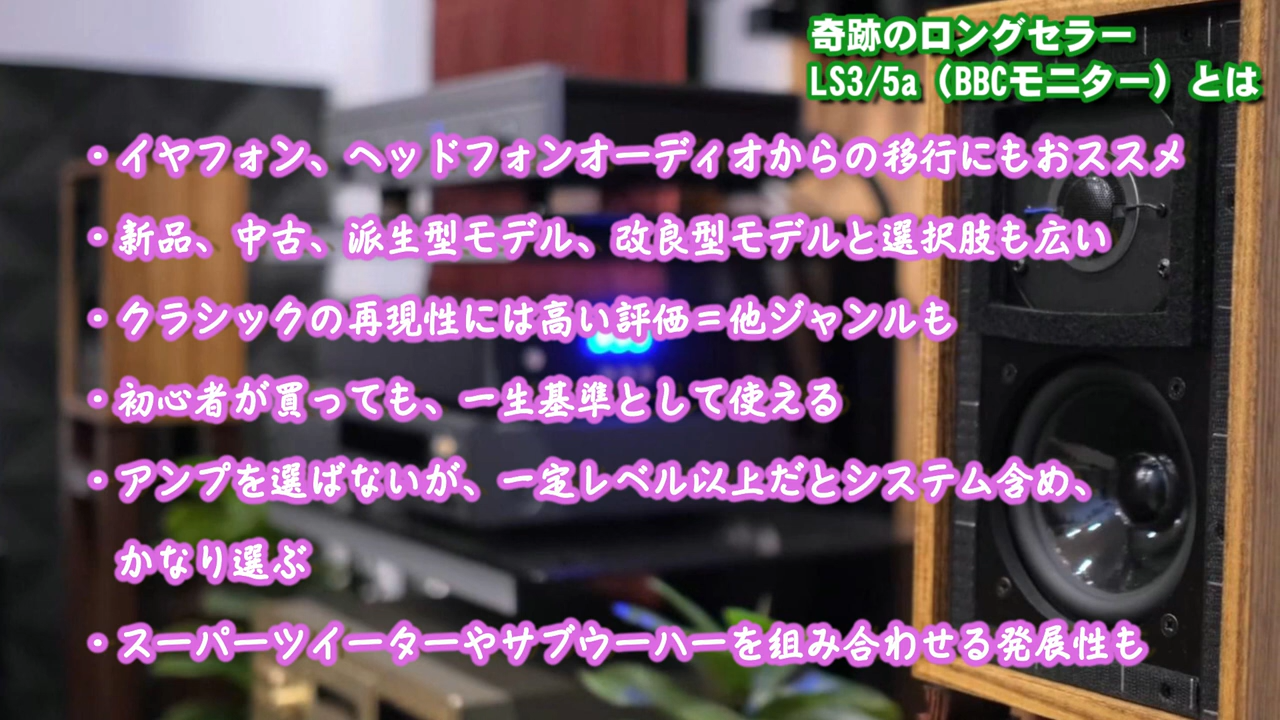 奇跡のロングセラー
LS3/5a（BBCモニター）とは
・イヤフォン、ヘッドフォンオーディオからの移行にもおススメ
・新品、中古、派生型モデル、改良型モデルと選択肢も広い
・クラシックの再現性には高い評価＝他ジャンルも
・初心者が買っても、一生基準として使える
・アンプを選ばないが、一定レベル以上だとシステム含め、
かなり選ぶ
・スーパーツイーターやサブウーハーを組み合わせる発展性も